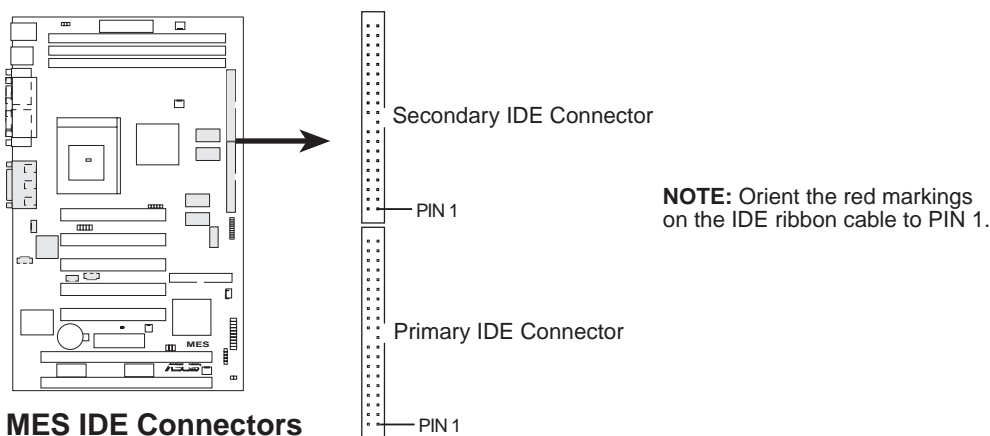 Secondary IDE Connector
PIN 1
NOTE: Orient the red markings
on the IDE ribbon cable to PIN 1.
Primary IDE Connector
PIN 1
MES
ASUS
MES IDE Connectors